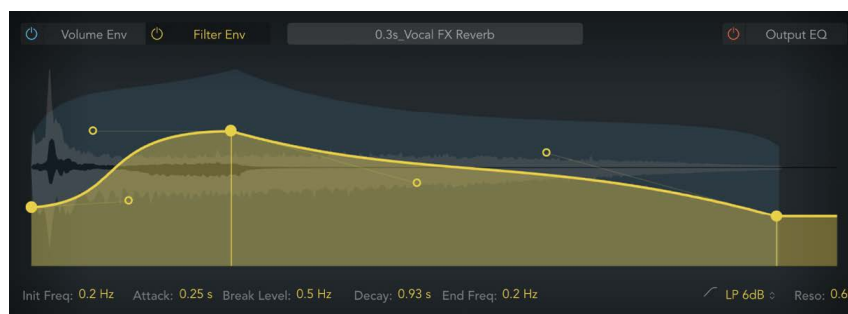 Volume Env Filter Env 0.3s_Vocal FX Reverb Output EQ
Init Freq: 0.2 Hz Attack: 0.25 s Break Level: 0.5 Hz Decay: 0.93 s End Freq: 0.2 Hz LP 6dB Reso: 0.6